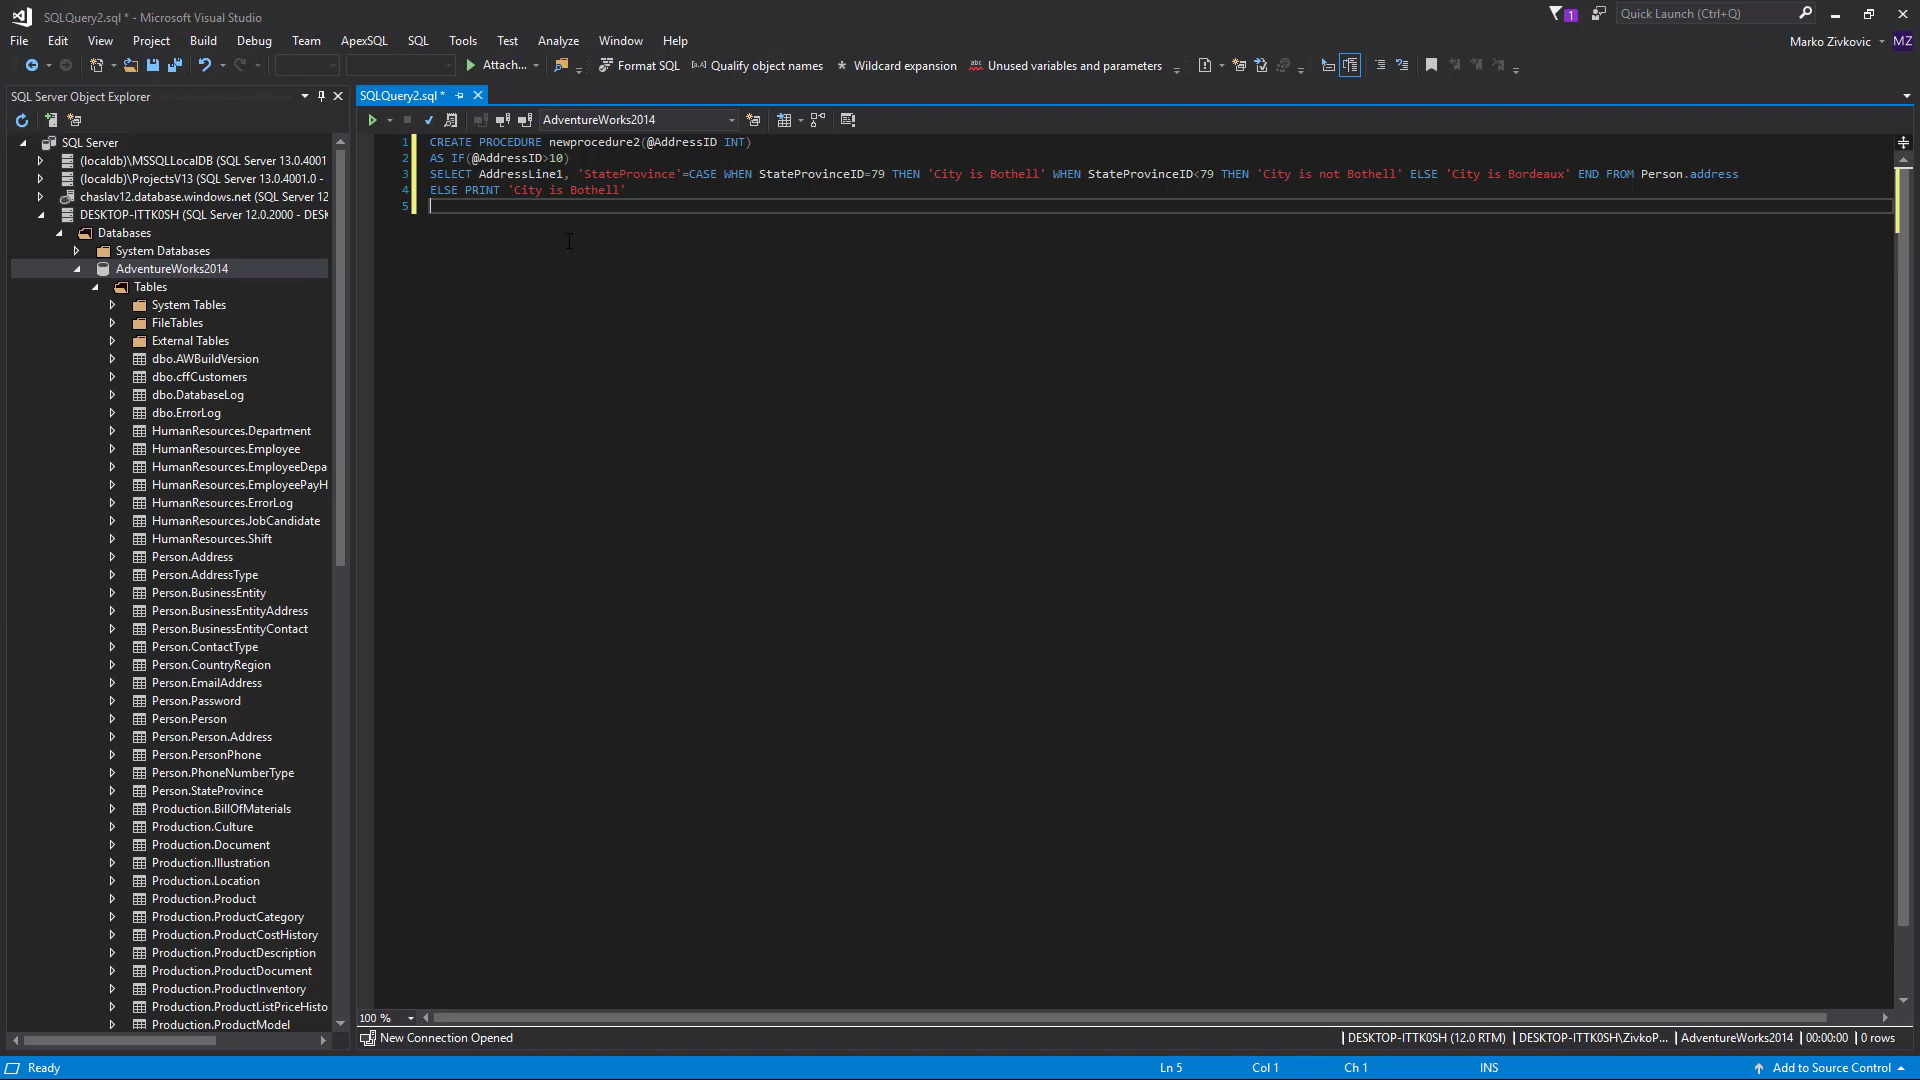 SQLQuery2.sql * - Microsoft Visual Studio
1
Quick Launch (Ctrl+Q)
File Edit View Project Build Debug Team ApexSQL SQL Tools Test Analyze Window Help
Marko Zivkovic MZ
Attach... Format SQL Qualify object names Wildcard expansion Unused variables and parameters
SQL Server Object Explorer
SQLQuery2.sql *
AdventureWorks2014
SQL Server
(localdb)\MSSQLLocalDB (SQL Server 13.0.4001
(localdb)\ProjectsV13 (SQL Server 13.0.4001.0 -
chaslav12.database.windows.net (SQL Server 12
DESKTOP-ITTK0SH (SQL Server 12.0.2000 - DESK
Databases
System Databases
AdventureWorks2014
Tables
System Tables
FileTables
External Tables
dbo.AWBuildVersion
dbo.cffCustomers
dbo.DatabaseLog
dbo.ErrorLog
HumanResources.Department
HumanResources.Employee
HumanResources.EmployeeDepa
HumanResources.EmployeePayH
HumanResources.ErrorLog
HumanResources.JobCandidate
HumanResources.Shift
Person.Address
Person.AddressType
Person.BusinessEntity
Person.BusinessEntityAddress
Person.BusinessEntityContact
Person.ContactType
Person.CountryRegion
Person.EmailAddress
Person.Password
Person.Person
Person.Person.Address
Person.PersonPhone
Person.PhoneNumberType
Person.StateProvince
Production.BillOfMaterials
Production.Culture
Production.Document
Production.Illustration
Production.Location
Production.Product
Production.ProductCategory
Production.ProductCostHistory
Production.ProductDescription
Production.ProductDocument
Production.ProductInventory
Production.ProductListPriceHisto
Production.ProductModel
1 CREATE PROCEDURE newprocedure2(@AddressID INT)
2 AS IF(@AddressID>10)
3 SELECT AddressLine1, 'StateProvince'=CASE WHEN StateProvinceID=79 THEN 'City is Bothell' WHEN StateProvinceID<79 THEN 'City is not Bothell' ELSE 'City is Bordeaux' END FROM Person.address
4 ELSE PRINT 'City is Bothell'
5
100 %
New Connection Opened
DESKTOP-ITTK0SH (12.0 RTM) DESKTOP-ITTK0SH\ZivkoP... AdventureWorks2014 00:00:00 0 rows
Ready
Ln 5 Col 1 Ch 1 INS
Add to Source Control